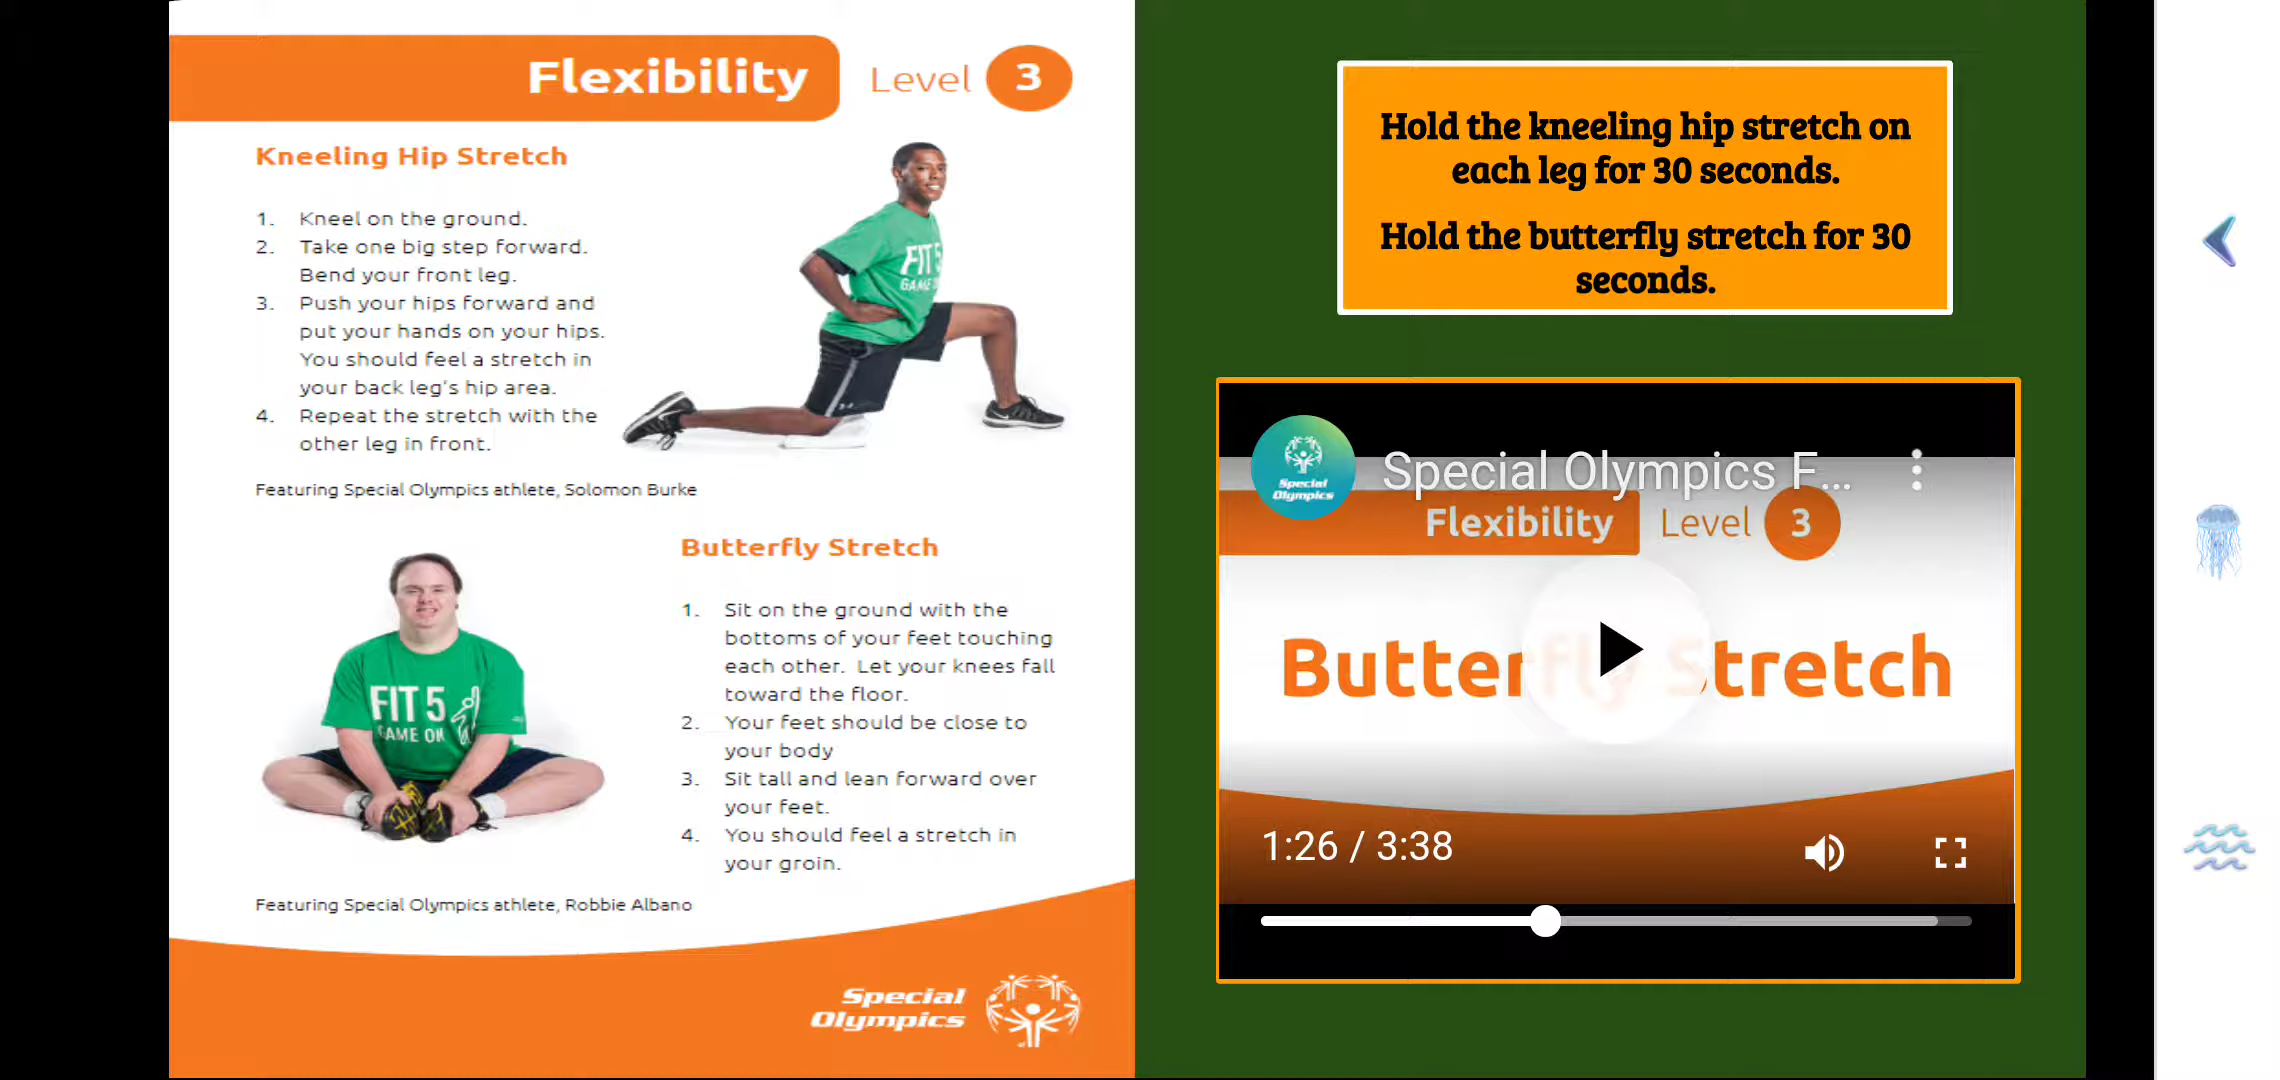 Flexibility Level 3
Kneeling Hip Stretch
1. Kneel on the ground.
2. Take one big step forward.
Bend your front leg.
3. Push your hips forward and
put your hands on your hips.
You should feel a stretch in
your back leg's hip area.
4. Repeat the stretch with the
other leg in front.
FIT 5
GAME
Featuring Special Olympics athlete, Solomon Burke
Butterfly Stretch
1. Sit on the ground with the
bottoms of your feet touching
each other. Let your knees fall
toward the floor.
2. Your feet should be close to
your body
3. Sit tall and lean forward over
your feet.
4. You should feel a stretch in
your groin.
FIT 5
GAME ON
Featuring Special Olympics athlete, Robbie Albano
Special
Olympics
Hold the kneeling hip stretch on
each leg for 30 seconds.
Hold the butterfly stretch for 30
seconds.
Special
Olympics
Special Olympics F...
Flexibility Level 3
Butterfly Stretch
1:26 / 3:38